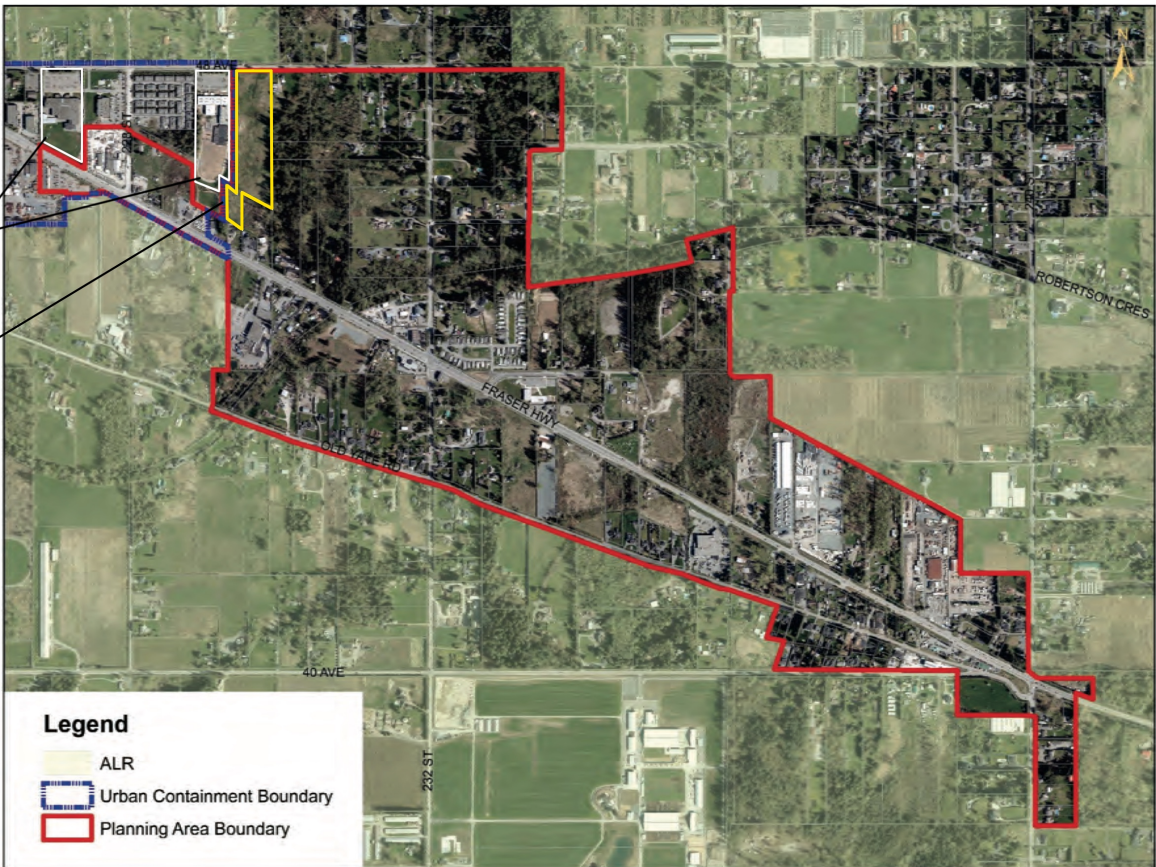 N
48 AVE
ROBERTSON CRES
FRASER HWY
OLD YALE RD
40 AVE
232 ST
Legend
ALR
Urban Containment Boundary
Planning Area Boundary